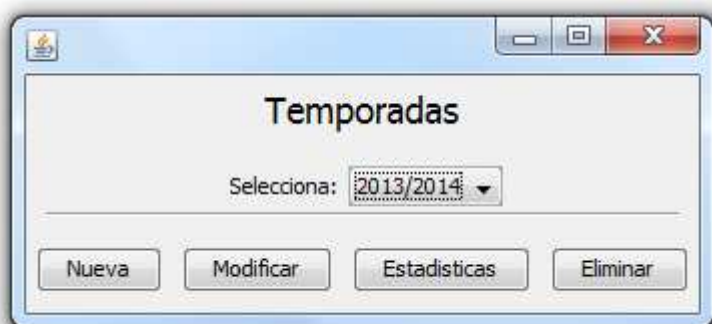 Temporadas
Selecciona: 2013/2014
Nueva Modificar Estadisticas Eliminar